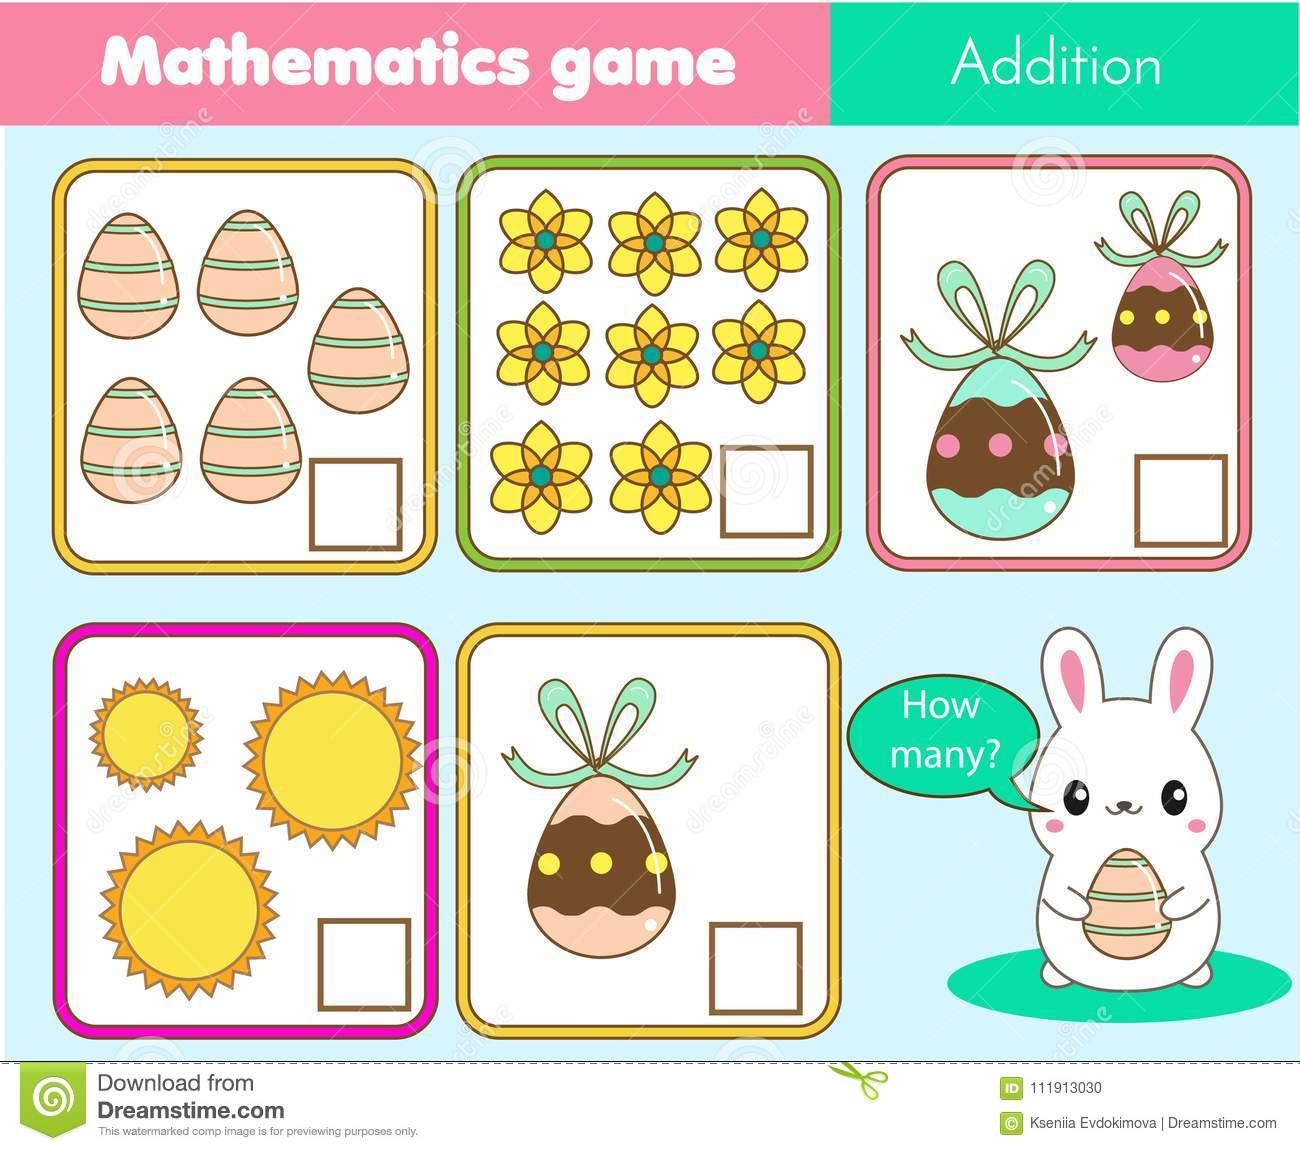 Mathematics game
Addition
How
many?
Download from
Dreamstime.com
This watermarked comp image is for previewing purposes only.
ID 111913030
© Kseniia Evdokimova | Dreamstime.com
dreamstime